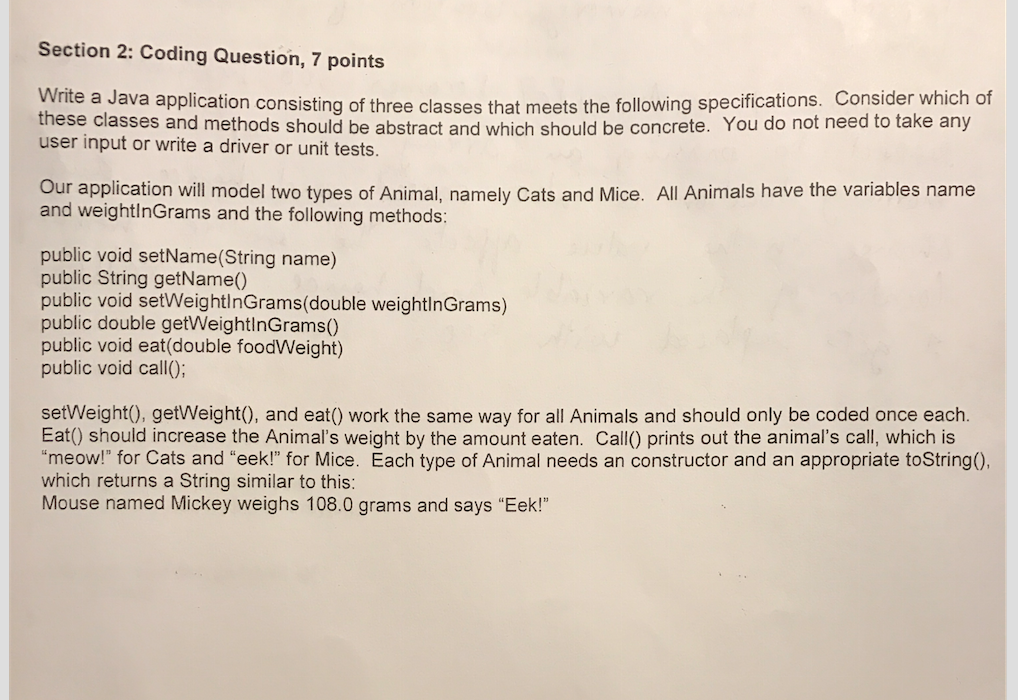 Section 2: Coding Question, 7 points
Write a Java application consisting of three classes that meets the following specifications. Consider which of
these classes and methods should be abstract and which should be concrete. You do not need to take any
user input or write a driver or unit tests.
Our application will model two types of Animal, namely Cats and Mice. All Animals have the variables name
and weightInGrams and the following methods:
public void setName(String name)
public String getName()
public void setWeightInGrams(double weightInGrams)
public double getWeightInGrams()
public void eat(double foodWeight)
public void call();
setWeight(), getWeight(), and eat() work the same way for all Animals and should only be coded once each.
Eat() should increase the Animal's weight by the amount eaten. Call() prints out the animal's call, which is
“meow!” for Cats and “eek!” for Mice. Each type of Animal needs an constructor and an appropriate toString(),
which returns a String similar to this:
Mouse named Mickey weighs 108.0 grams and says “Eek!”